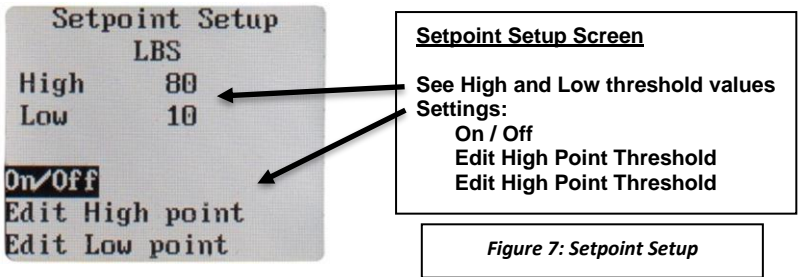 Setpoint Setup
LBS
High 80
Low 10
On/Off
Edit High point
Edit Low point
Setpoint Setup Screen
See High and Low threshold values
Settings:
On / Off
Edit High Point Threshold
Edit High Point Threshold
Figure 7: Setpoint Setup